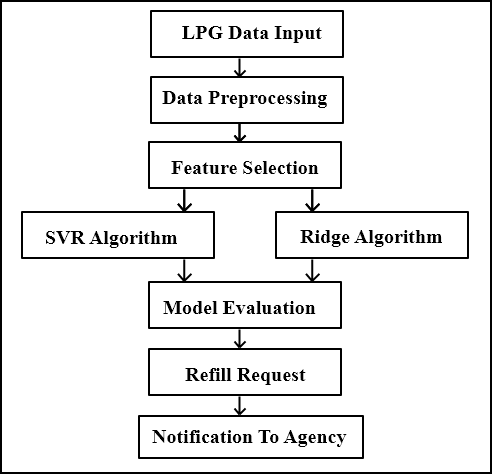 LPG Data Input
Data Preprocessing
Feature Selection
SVR Algorithm
Ridge Algorithm
Model Evaluation
Refill Request
Notification To Agency